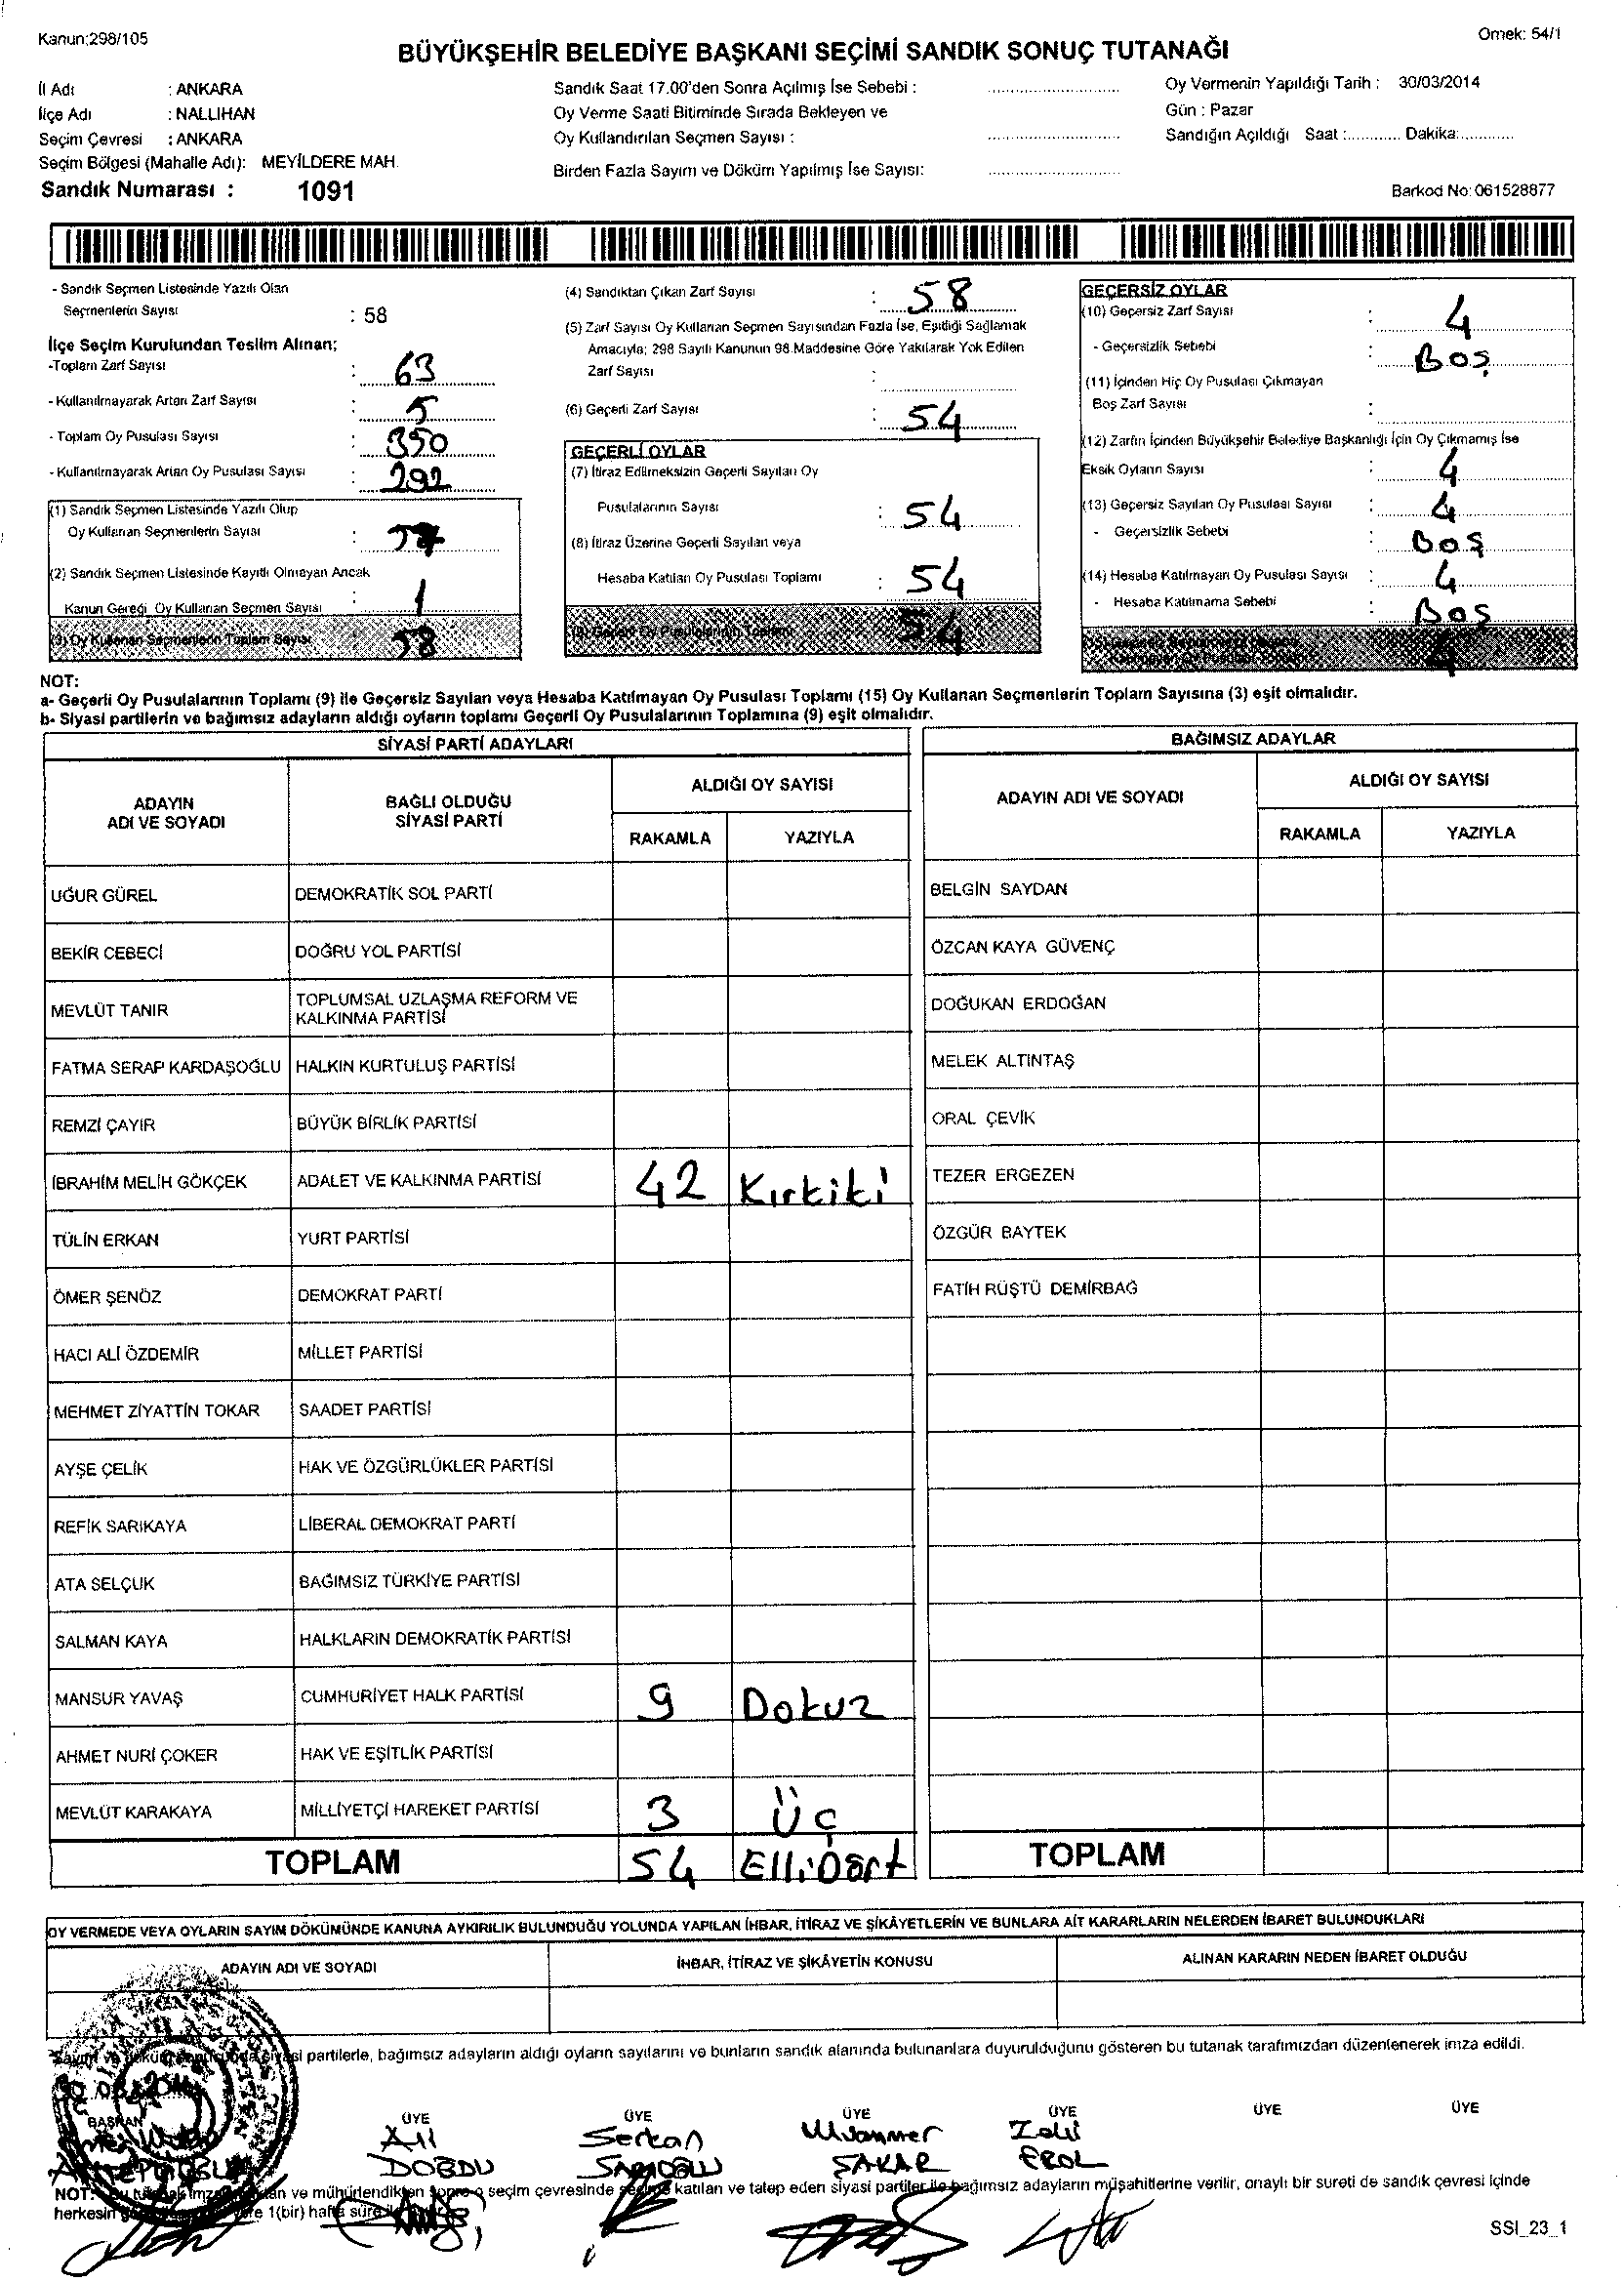 Kanun:298/105
Örnek: 54/1
BÜYÜKŞEHİR BELEDİYE BAŞKANI SEÇİMİ SANDIK SONUÇ TUTANAĞI
İl Adı : ANKARA
İlçe Adı : NALLIHAN
Seçim Çevresi : ANKARA
Seçim Bölgesi (Mahalle Adı): MEYİLDERE MAH.
Sandık Numarası : 1091
Sandık Saat 17.00'den Sonra Açılmış İse Sebebi :
Oy Verme Saati Bitiminde Sırada Bekleyen ve
Oy Kullandırılan Seçmen Sayısı :
Birden Fazla Sayım ve Döküm Yapılmış İse Sayısı:
Oy Vermenin Yapıldığı Tarih : 30/03/2014
Gün : Pazar
Sandığın Açıldığı Saat :............ Dakika:............
Barkod No: 061528877
- Sandık Seçmen Listesinde Yazılı Olan
Seçmenlerin Sayısı : 58
İlçe Seçim Kurulundan Teslim Alınan;
-Toplam Zarf Sayısı : 63
- Kullanılmayarak Artan Zarf Sayısı : 5
- Toplam Oy Pusulası Sayısı : 350
- Kullanılmayarak Artan Oy Pusulası Sayısı : 292
(1) Sandık Seçmen Listesinde Yazılı Olup
Oy Kullanan Seçmenlerin Sayısı : 57
(2) Sandık Seçmen Listesinde Kayıtlı Olmayan Ancak
Kanun Gereği Oy Kullanan Seçmen Sayısı : 1
(3) Oy Kullanan Seçmenlerin Toplam Sayısı 58
(4) Sandıktan Çıkan Zarf Sayısı : 58
(5) Zarf Sayısı Oy Kullanan Seçmen Sayısından Fazla İse, Eşitliği Sağlamak
Amacıyla; 298 Sayılı Kanunun 98.Maddesine Göre Yakılarak Yok Edilen
Zarf Sayısı :
(6) Geçerli Zarf Sayısı : 54
GEÇERLİ OYLAR
(7) İtiraz Edilmeksizin Geçerli Sayılan Oy
Pusulalarının Sayısı : 54
(8) İtiraz Üzerine Geçerli Sayılan veya
Hesaba Katılan Oy Pusulası Toplamı : 54
(9) Geçerli Oy Pusulalarının Toplamı 54
GEÇERSİZ OYLAR
(10) Geçersiz Zarf Sayısı : 4
- Geçersizlik Sebebi : Boş
(11) İçinden Hiç Oy Pusulası Çıkmayan
Boş Zarf Sayısı :
(12) Zarfın İçinden Büyükşehir Belediye Başkanlığı İçin Oy Çıkmamış İse
Eksik Oyların Sayısı : 4
(13) Geçersiz Sayılan Oy Pusulası Sayısı : 4
- Geçersizlik Sebebi : Boş
(14) Hesaba Katılmayan Oy Pusulası Sayısı : 4
- Hesaba Katılmama Sebebi : Boş
4
NOT:
a- Geçerli Oy Pusulalarının Toplamı (9) ile Geçersiz Sayılan veya Hesaba Katılmayan Oy Pusulası Toplamı (15) Oy Kullanan Seçmenlerin Toplam Sayısına (3) eşit olmalıdır.
b- Siyasi partilerin ve bağımsız adayların aldığı oyların toplamı Geçerli Oy Pusulalarının Toplamına (9) eşit olmalıdır.
SİYASİ PARTİ ADAYLARI
ADAYIN ADI VE SOYADI
BAĞLI OLDUĞU SİYASİ PARTİ
ALDIĞI OY SAYISI
RAKAMLA YAZIYLA
UĞUR GÜREL DEMOKRATİK SOL PARTİ
BEKİR CEBECİ DOĞRU YOL PARTİSİ
MEVLÜT TANIR TOPLUMSAL UZLAŞMA REFORM VE KALKINMA PARTİSİ
FATMA SERAP KARDAŞOĞLU HALKIN KURTULUŞ PARTİSİ
REMZİ ÇAYIR BÜYÜK BİRLİK PARTİSİ
İBRAHİM MELİH GÖKÇEK ADALET VE KALKINMA PARTİSİ 42 Kırkiki
TÜLİN ERKAN YURT PARTİSİ
ÖMER ŞENÖZ DEMOKRAT PARTİ
HACI ALİ ÖZDEMİR MİLLET PARTİSİ
MEHMET ZİYATTİN TOKAR SAADET PARTİSİ
AYŞE ÇELİK HAK VE ÖZGÜRLÜKLER PARTİSİ
REFİK SARIKAYA LİBERAL DEMOKRAT PARTİ
ATA SELÇUK BAĞIMSIZ TÜRKİYE PARTİSİ
SALMAN KAYA HALKLARIN DEMOKRATİK PARTİSİ
MANSUR YAVAŞ CUMHURİYET HALK PARTİSİ 9 Dokuz
AHMET NURİ ÇOKER HAK VE EŞİTLİK PARTİSİ
MEVLÜT KARAKAYA MİLLİYETÇİ HAREKET PARTİSİ 3 Üç
TOPLAM 54 ElliDört
BAĞIMSIZ ADAYLAR
ADAYIN ADI VE SOYADI
ALDIĞI OY SAYISI
RAKAMLA YAZIYLA
BELGİN SAYDAN
ÖZCAN KAYA GÜVENÇ
DOĞUKAN ERDOĞAN
MELEK ALTINTAŞ
ORAL ÇEVİK
TEZER ERGEZEN
ÖZGÜR BAYTEK
FATİH RÜŞTÜ DEMİRBAĞ
TOPLAM
OY VERMEDE VEYA OYLARIN SAYIM DÖKÜMÜNDE KANUNA AYKIRILIK BULUNDUĞU YOLUNDA YAPILAN İHBAR, İTİRAZ VE ŞİKÂYETLERİN VE BUNLARA AİT KARARLARIN NELERDEN İBARET BULUNDUKLARI
ADAYIN ADI VE SOYADI
İHBAR, İTİRAZ VE ŞİKÂYETİN KONUSU
ALINAN KARARIN NEDEN İBARET OLDUĞU
Sayım ve siyasi partilerle, bağımsız adayların aldığı oyların sayılarını ve bunların sandık alanında bulunanlara duyurulduğunu gösteren bu tutanak tarafımızdan düzenlenerek imza edildi.
BAŞKAN ÜYE ÜYE ÜYE ÜYE ÜYE ÜYE
Ali Serkan Muammer
DOĞDU ŞAKAR EROL
NOT: ve mühürlendikten sonra o seçim çevresinde seçime katılan ve talep eden siyasi partiler ile bağımsız adayların müşahitlerine verilir, onaylı bir sureti de sandık çevresi içinde
herkesin 1(bir) hafta süre
SSI_23_1